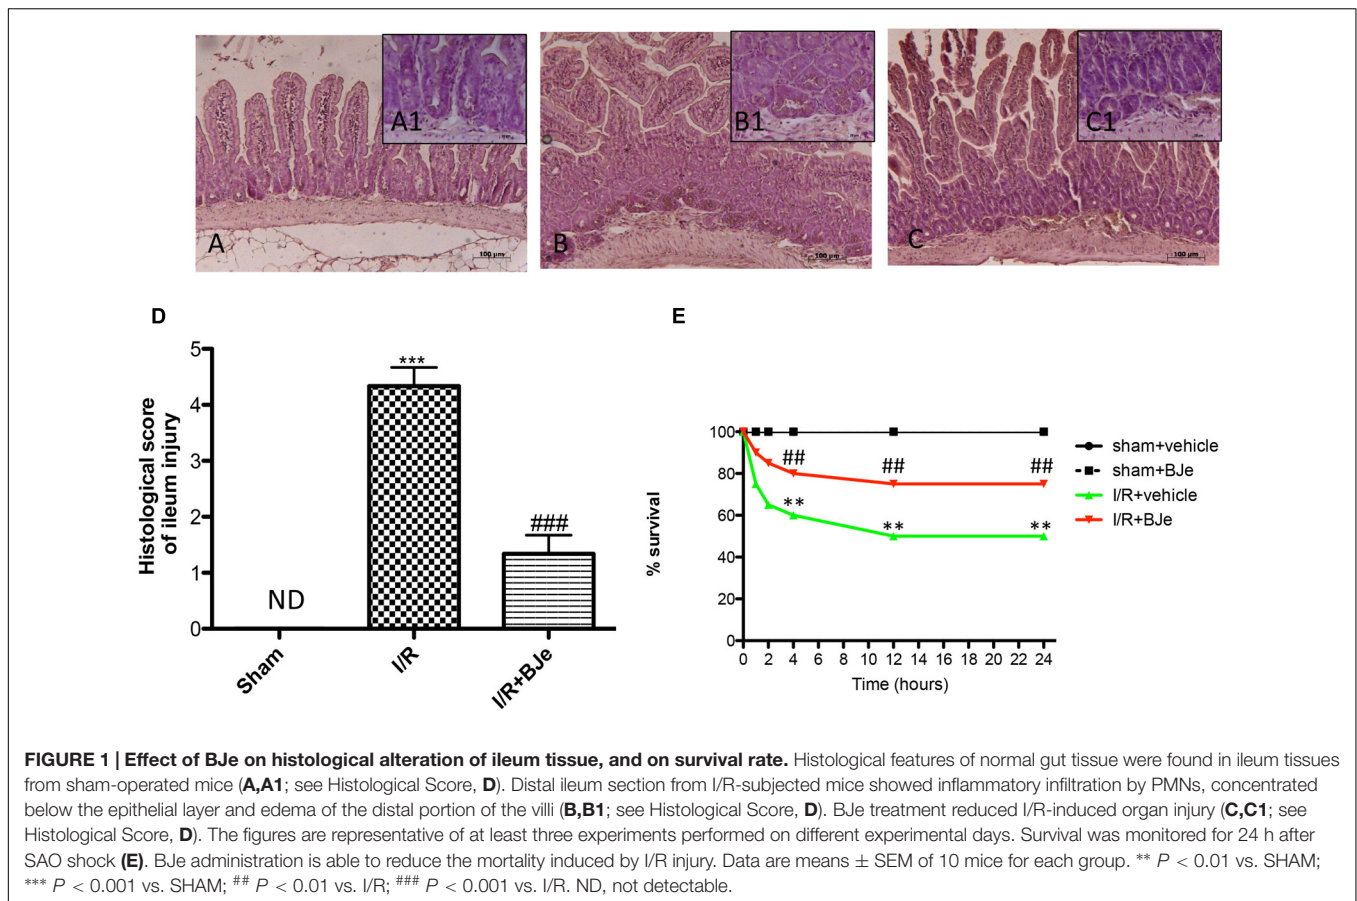 A1
B1
C1
A
100 µm
B
100 µm
C
100 µm
D
E
Histological score
of ileum injury
5
4
3
2
1
0
***
###
ND
Sham
I/R
I/R+BJe
% survival
100
80
60
40
20
0
## ## ##
** ** **
0 2 4 6 8 10 12 14 16 18 20 22 24
Time (hours)
sham+vehicle
sham+BJe
I/R+vehicle
I/R+BJe
FIGURE 1 | Effect of BJe on histological alteration of ileum tissue, and on survival rate. Histological features of normal gut tissue were found in ileum tissues
from sham-operated mice (A,A1; see Histological Score, D). Distal ileum section from I/R-subjected mice showed inflammatory infiltration by PMNs, concentrated
below the epithelial layer and edema of the distal portion of the villi (B,B1; see Histological Score, D). BJe treatment reduced I/R-induced organ injury (C,C1; see
Histological Score, D). The figures are representative of at least three experiments performed on different experimental days. Survival was monitored for 24 h after
SAO shock (E). BJe administration is able to reduce the mortality induced by I/R injury. Data are means ± SEM of 10 mice for each group. ** P < 0.01 vs. SHAM;
*** P < 0.001 vs. SHAM; ## P < 0.01 vs. I/R; ### P < 0.001 vs. I/R. ND, not detectable.